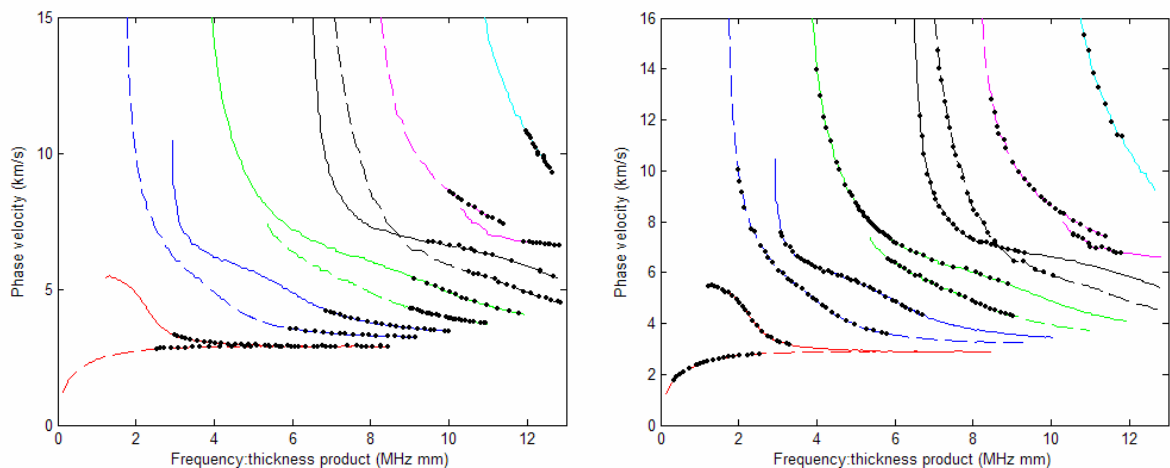 15
10
5
0
Phase velocity (km/s)
0 2 4 6 8 10 12
Frequency:thickness product (MHz mm)
16
14
12
10
8
6
4
2
0
Phase velocity (km/s)
0 2 4 6 8 10 12
Frequency:thickness product (MHz mm)